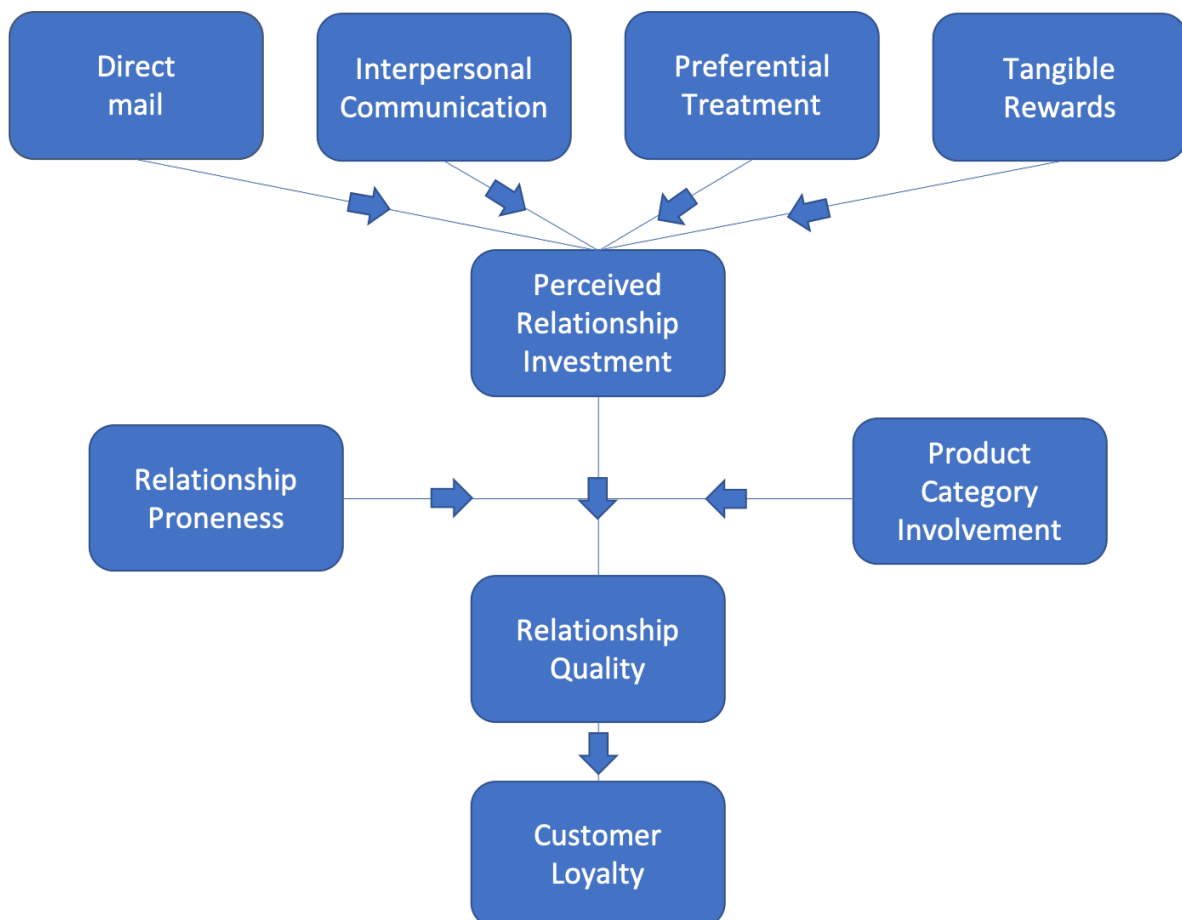 Direct
mail
Interpersonal
Communication
Preferential
Treatment
Tangible
Rewards
Perceived
Relationship
Investment
Relationship
Proneness
Product
Category
Involvement
Relationship
Quality
Customer
Loyalty